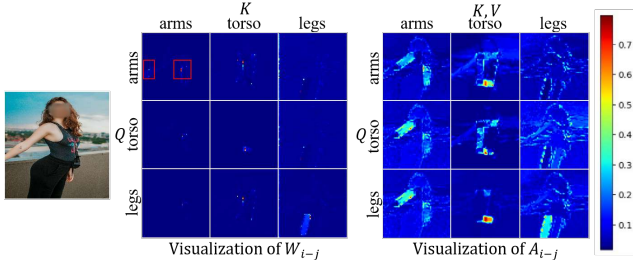 K
arms torso legs
K, V
arms torso legs
Q
arms
torso
legs
Q
arms
torso
legs
0.7
0.6
0.5
0.4
0.3
0.2
0.1
Visualization of W_{i−j}
Visualization of A_{i−j}